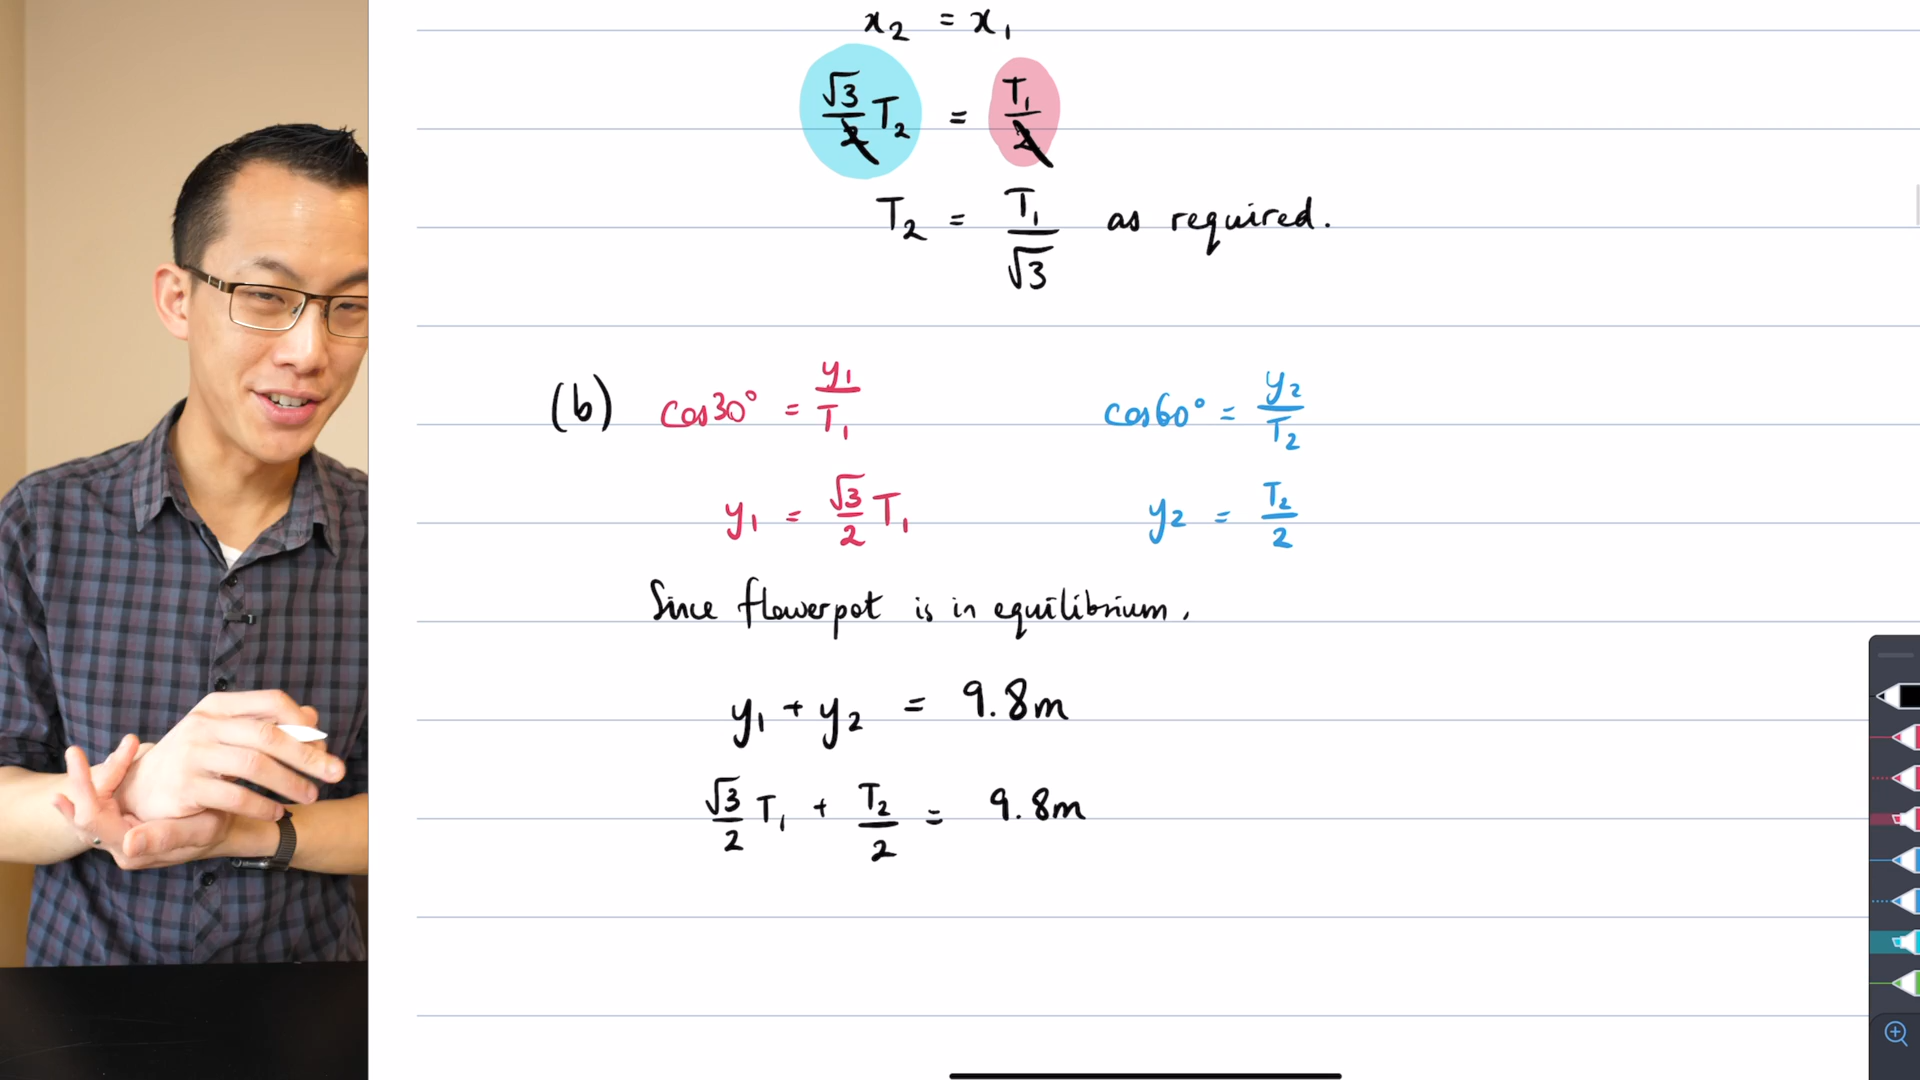 x₂ = x₁
√3/2 T₂ = T₁/2
T₂ = T₁/√3 as required.
(b) cos30° = y₁/T₁ cos60° = y₂/T₂
y₁ = √3/2 T₁ y₂ = T₂/2
Since flowerpot is in equilibrium,
y₁ + y₂ = 9.8m
√3/2 T₁ + T₂/2 = 9.8m